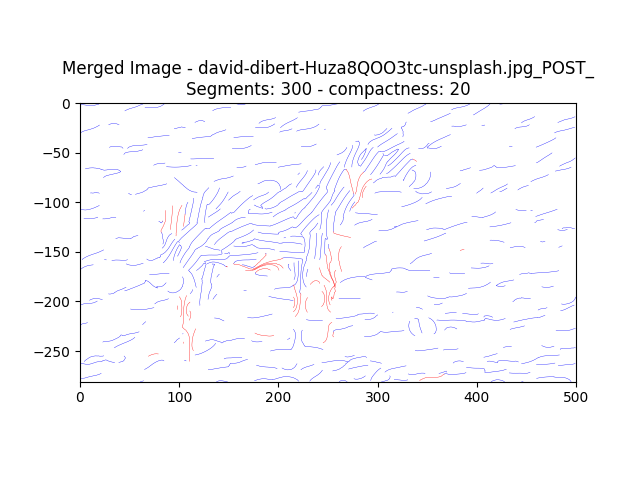 Merged Image - david-dibert-Huza8QOO3tc-unsplash.jpg_POST_
Segments: 300 - compactness: 20
0
−50
−100
−150
−200
−250
0 100 200 300 400 500